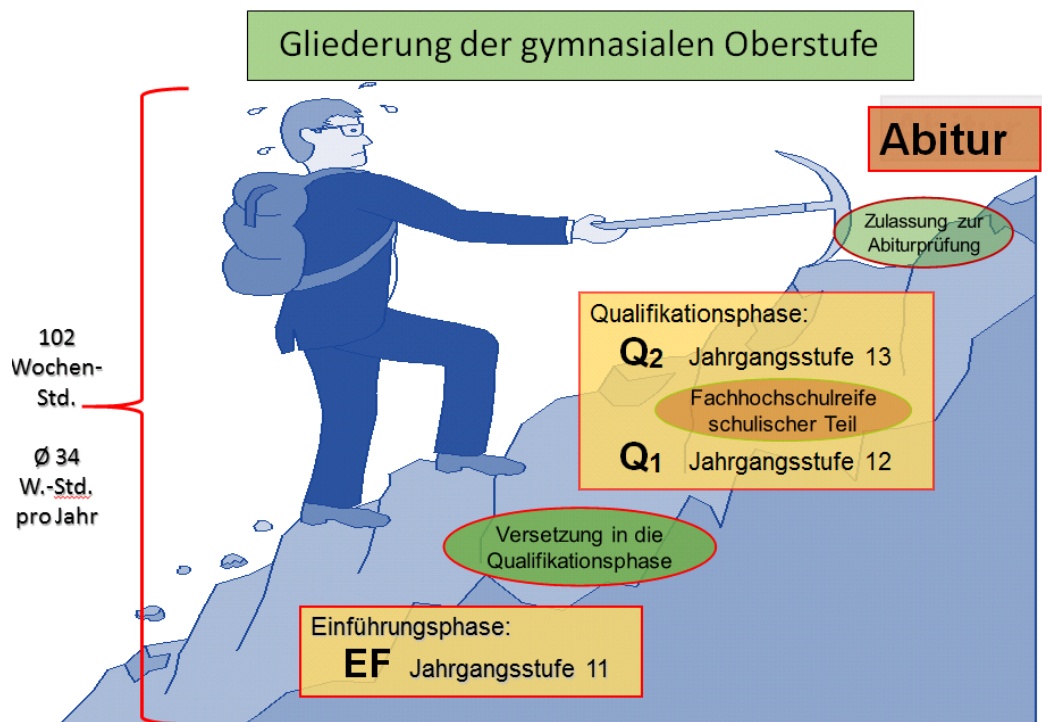 Gliederung der gymnasialen Oberstufe
Abitur
Zulassung zur
Abiturprüfung
Qualifikationsphase:
Q2 Jahrgangsstufe 13
Fachhochschulreife
schulischer Teil
Q1 Jahrgangsstufe 12
102
Wochen-
Std.
Ø 34
W.-Std.
pro Jahr
Versetzung in die
Qualifikationsphase
Einführungsphase:
EF Jahrgangsstufe 11